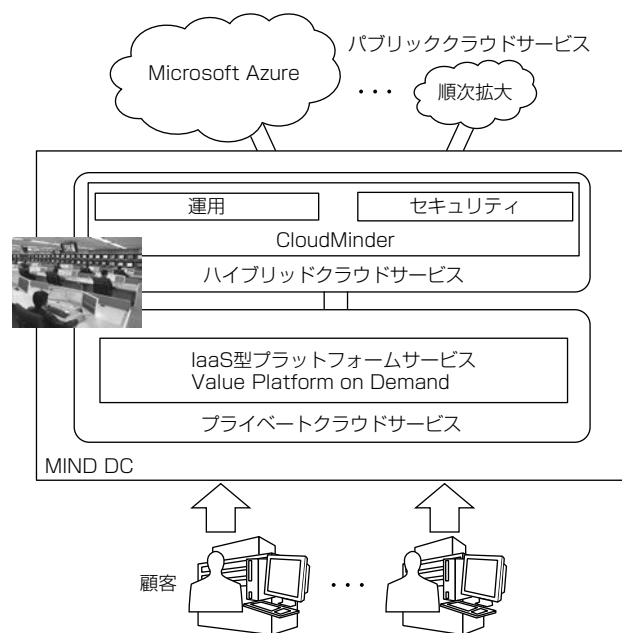 パブリッククラウドサービス
Microsoft Azure
・・・
順次拡大
運用
セキュリティ
CloudMinder
ハイブリッドクラウドサービス
IaaS型プラットフォームサービス
Value Platform on Demand
プライベートクラウドサービス
MIND DC
顧客
・・・